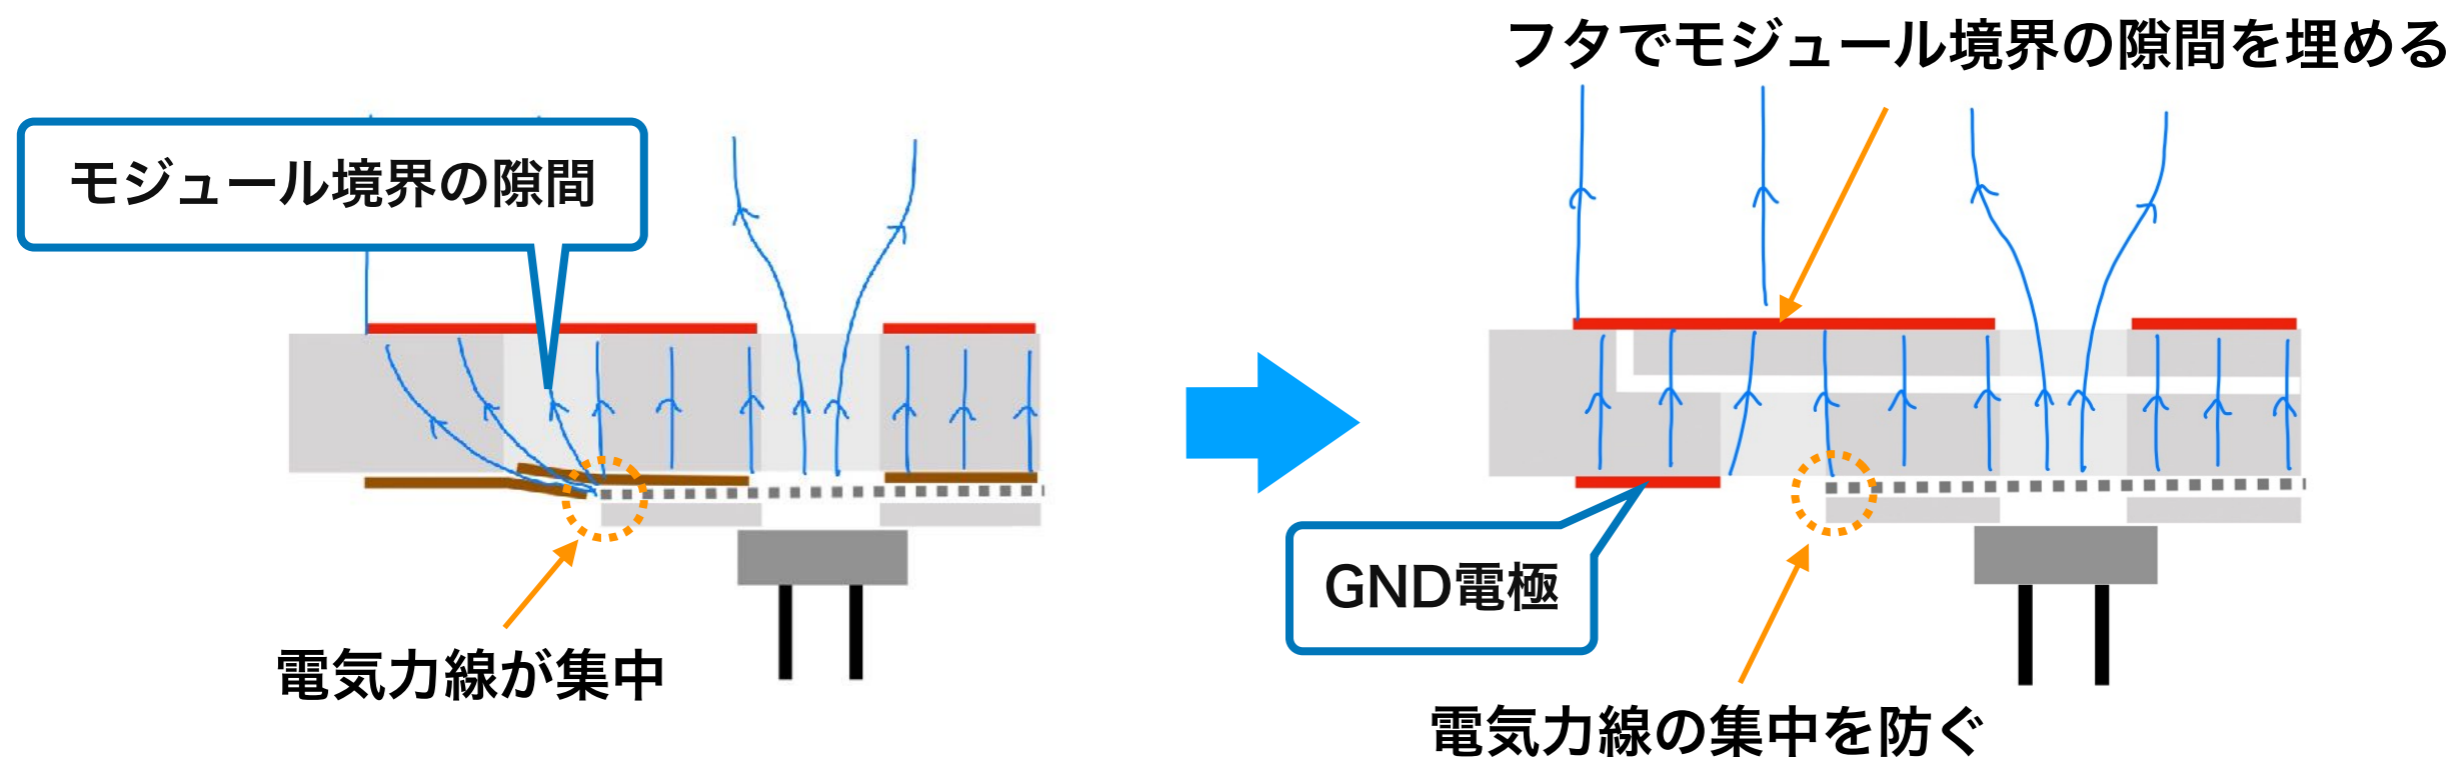 フタでモジュール境界の隙間を埋める
モジュール境界の隙間
GND電極
電気力線が集中
電気力線の集中を防ぐ